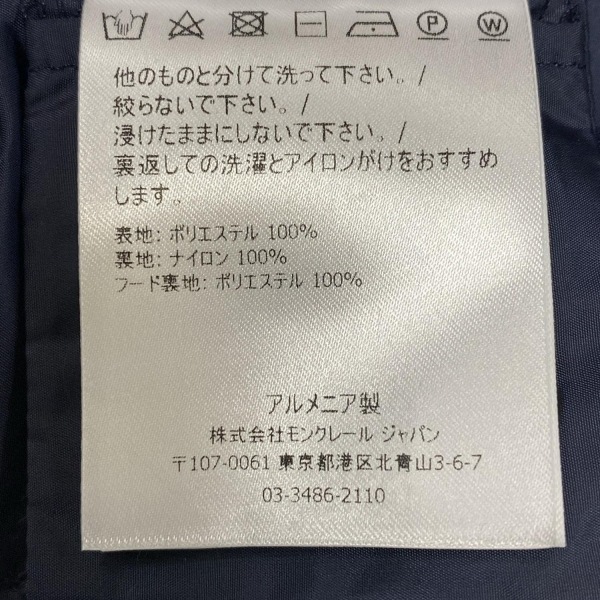 P W
他のものと分けて洗って下さい。/
絞らないで下さい。/
浸けたままにしないで下さい。/
裏返しての洗濯とアイロンがけをおすすめ
します。
表地: ポリエステル 100%
裏地: ナイロン 100%
フード裏地: ポリエステル 100%
アルメニア製
株式会社モンクレール ジャパン
〒107-0061 東京都港区北青山3-6-7
03-3486-2110